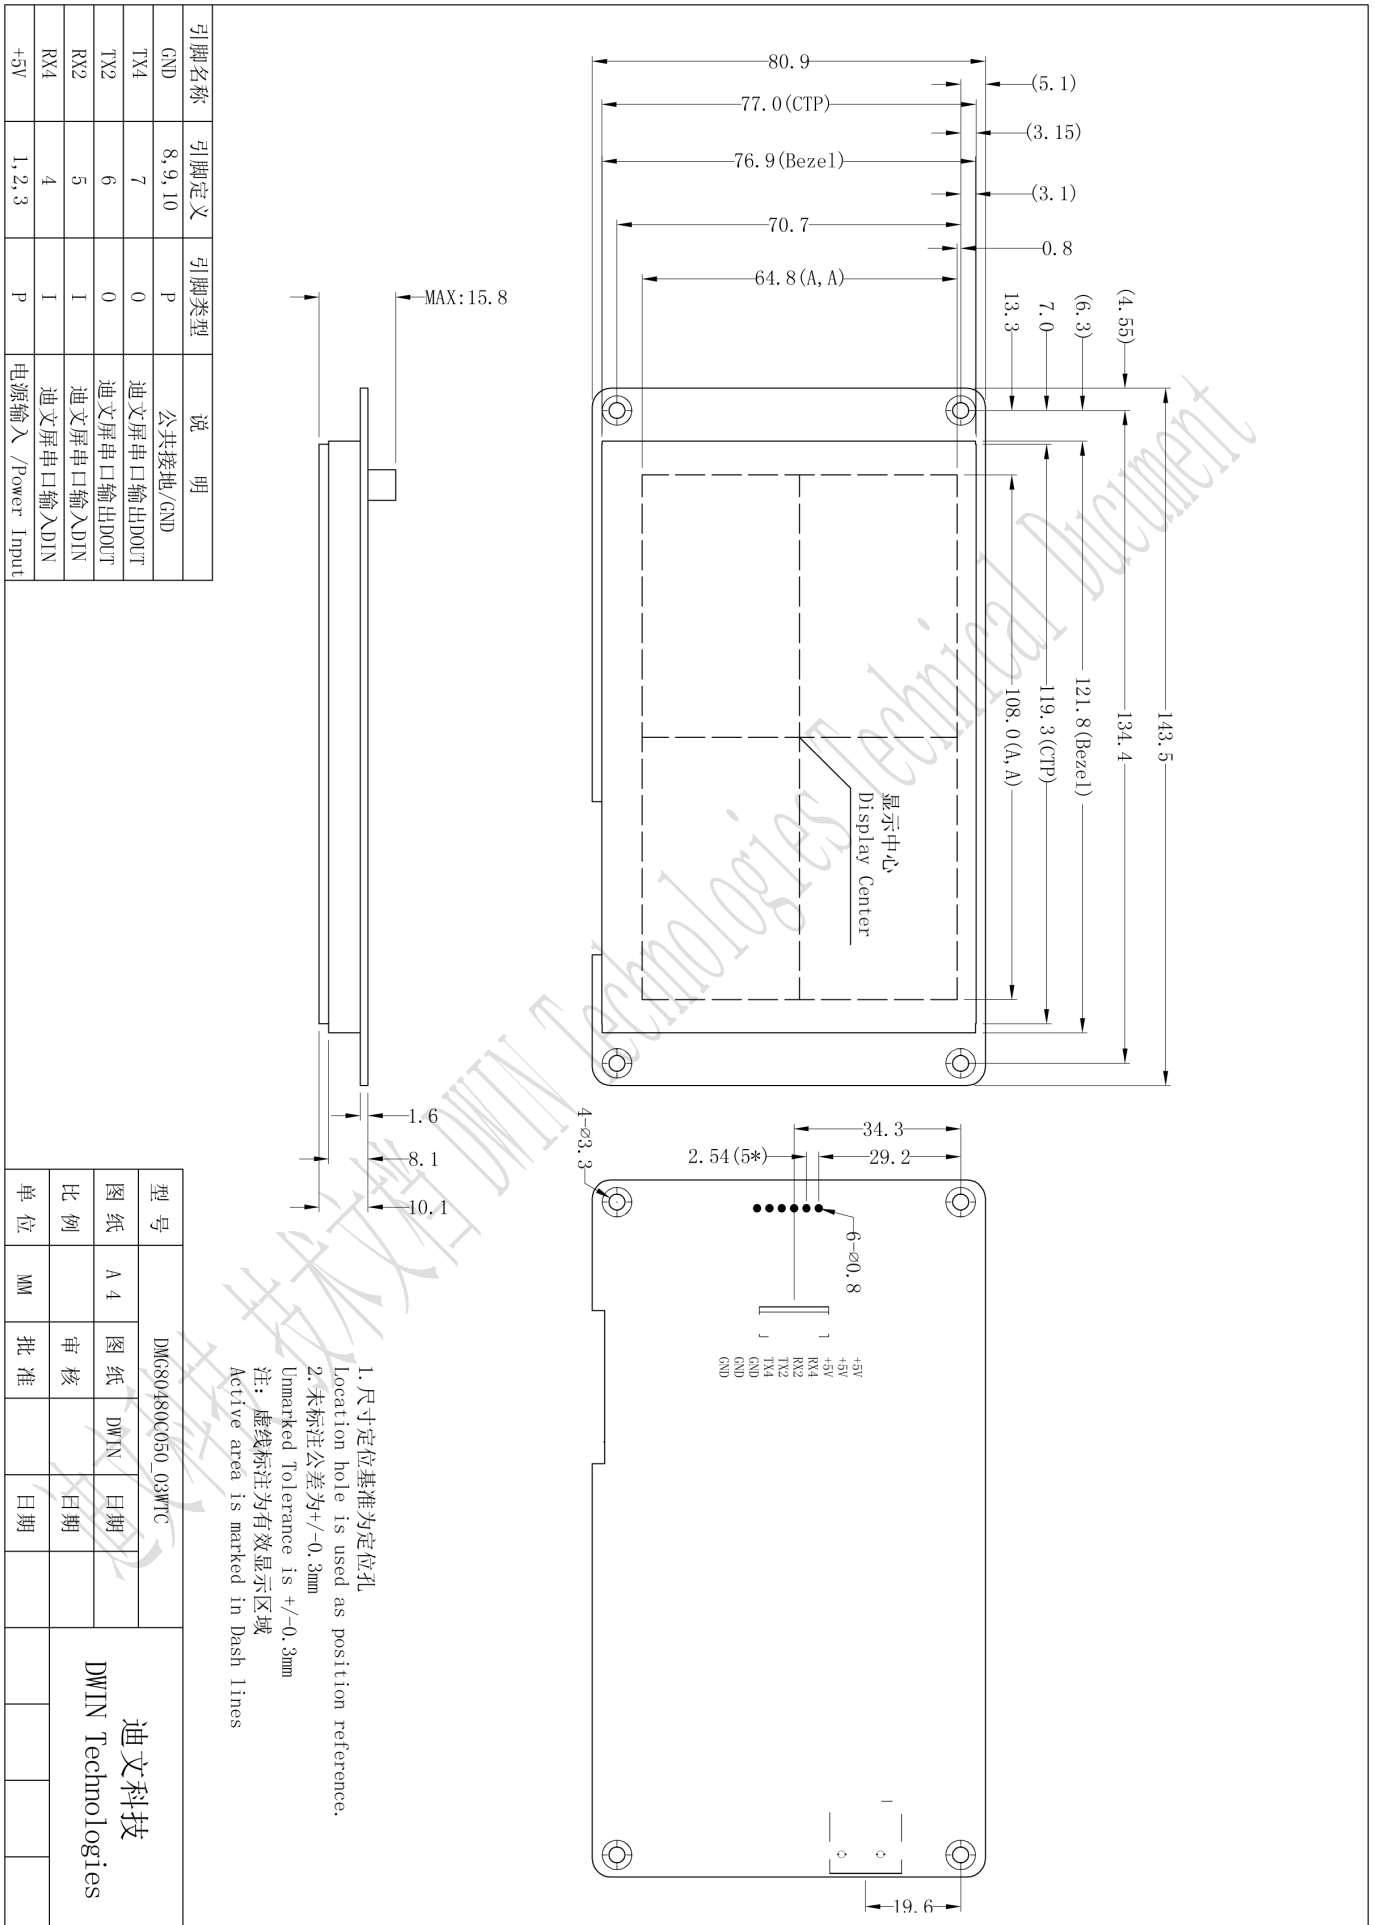 80.9
(5.1)
77.0(CTP)
(3.15)
76.9(Bezel)
(3.1)
70.7
0.8
64.8(A,A)
(4.55)
(6.3)
7.0
13.3
143.5
134.4
121.8(Bezel)
119.3(CTP)
108.0(A,A)
显示中心
Display Center
MAX:15.8
1.6
8.1
10.1
34.3
29.2
2.54(5*)
4-⌀3.3
6-⌀0.8
+5V
+5V
+5V
RX4
RX2
TX2
TX4
GND
GND
GND
19.6
引脚名称 引脚定义 引脚类型 说 明
GND 8,9,10 P 公共接地/GND
TX4 7 O 迪文屏串口输出DOUT
TX2 6 O 迪文屏串口输出DOUT
RX2 5 I 迪文屏串口输入DIN
RX4 4 I 迪文屏串口输入DIN
+5V 1,2,3 P 电源输入 /Power Input
1.尺寸定位基准为定位孔
Location hole is used as position reference.
2.未标注公差为+/-0.3mm
Unmarked Tolerance is +/-0.3mm
注: 虚线标注为有效显示区域
Active area is marked in Dash lines
型 号 DMG80480C050_03WTC
图 纸 A 4 图 纸 DWIN 日期
比 例 审 核 日期
单 位 MM 批 准 日期
迪文科技
DWIN Technologies
迪文科技 技术文档 DWIN Technologies Technical Ducument